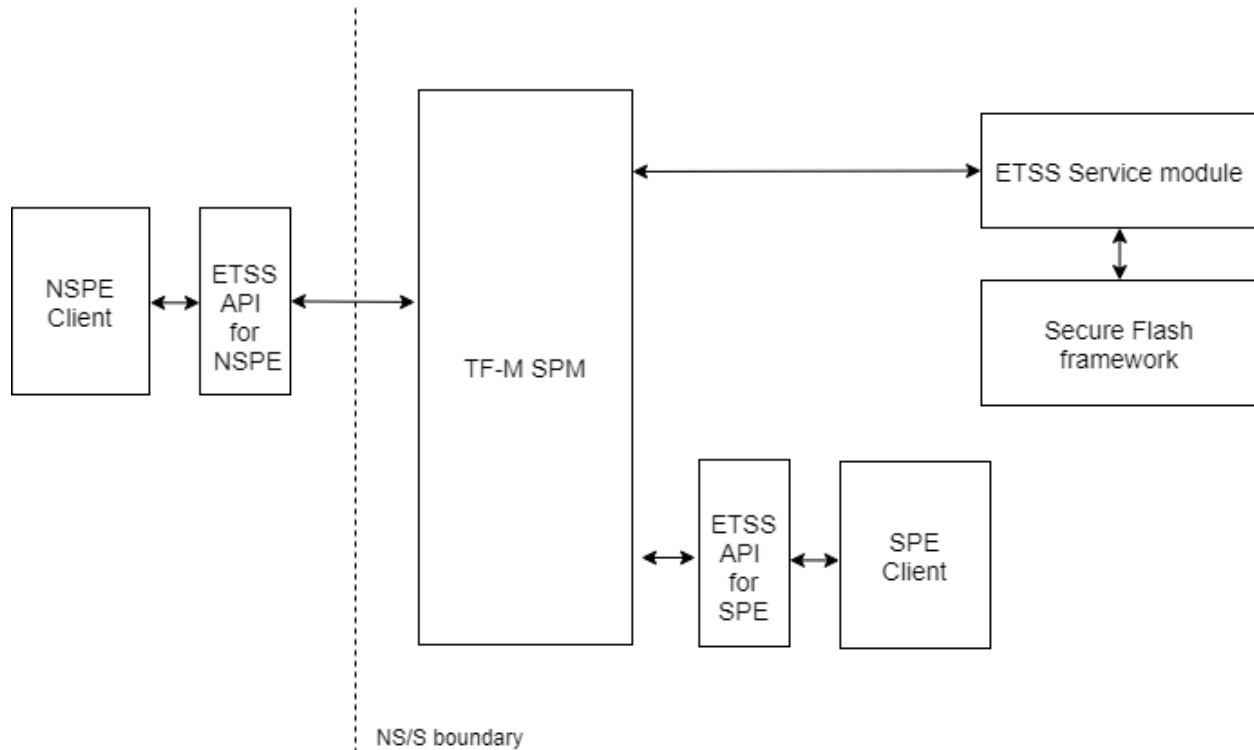 ETSS Service module
NSPE
Client
ETSS
API
for
NSPE
TF-M SPM
Secure Flash
framework
ETSS
API
for
SPE
SPE
Client
NS/S boundary